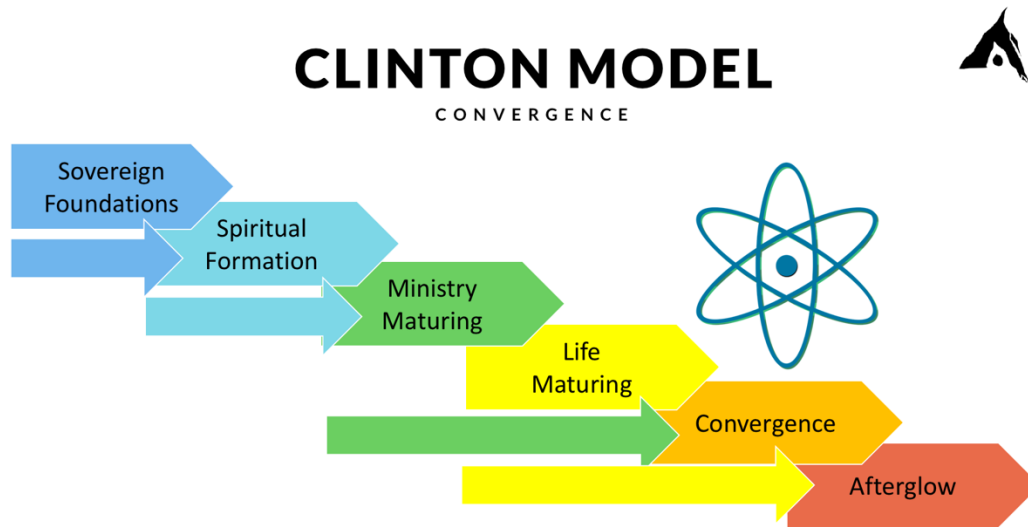 CLINTON MODEL
CONVERGENCE
Sovereign
Foundations
Spiritual
Formation
Ministry
Maturing
Life
Maturing
Convergence
Afterglow